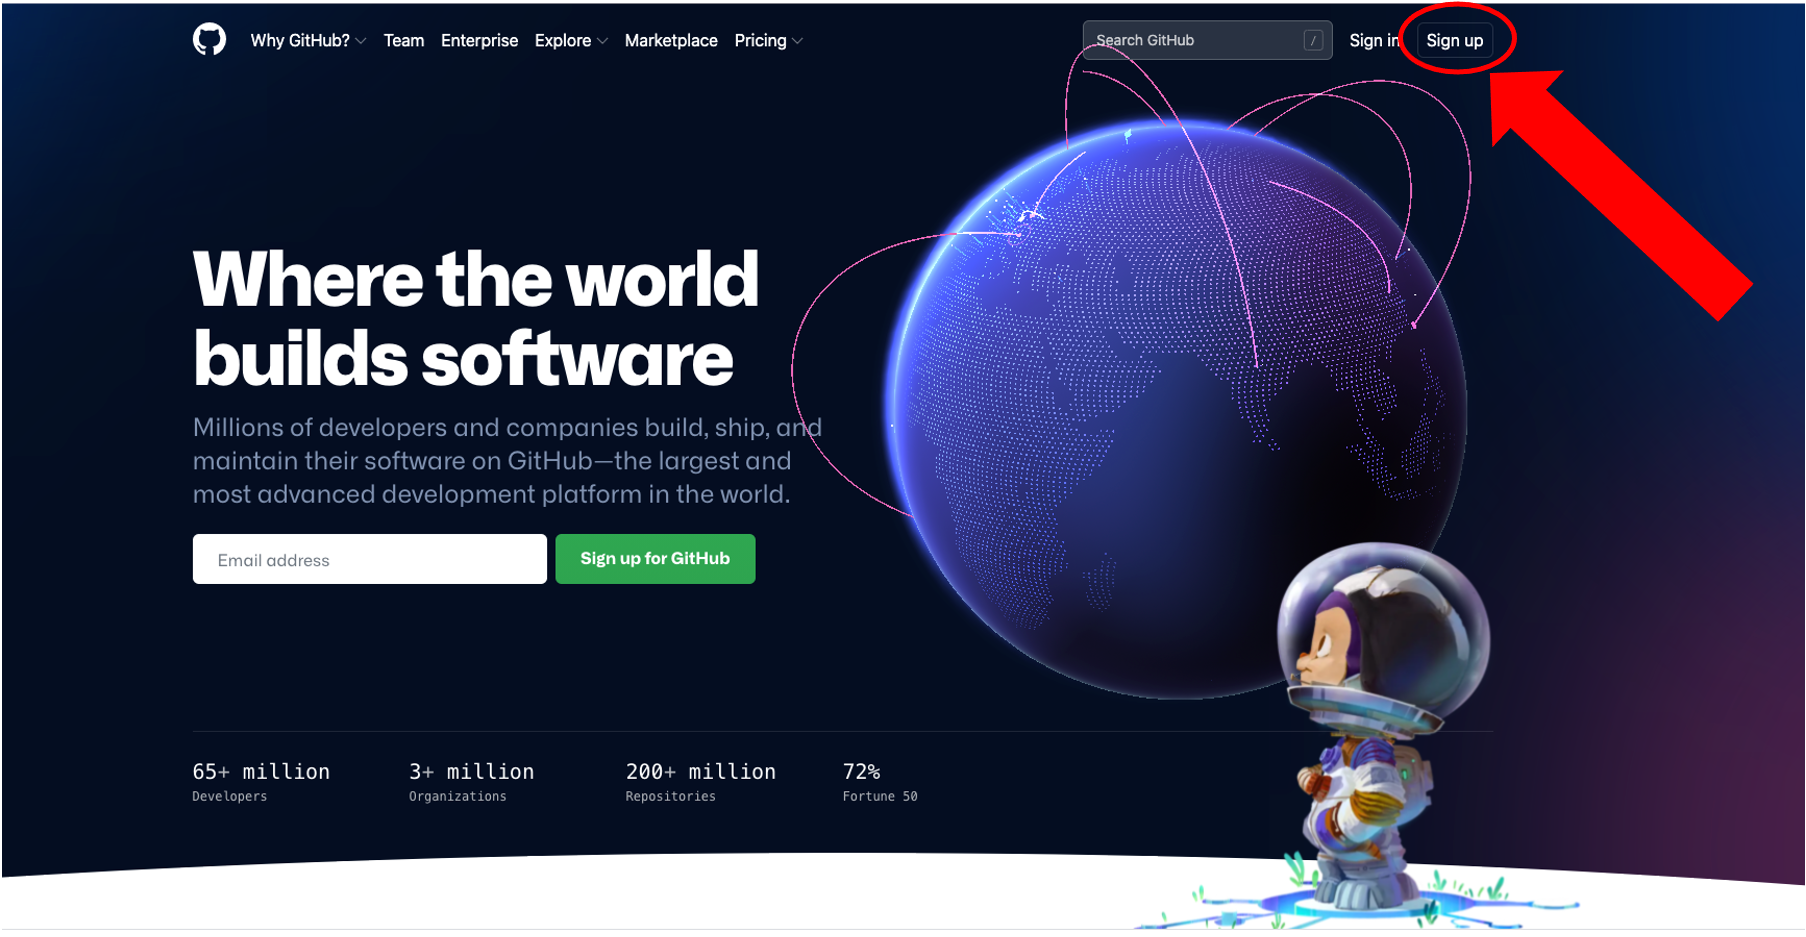 Why GitHub? Team Enterprise Explore Marketplace Pricing Search GitHub / Sign in Sign up
Where the world
builds software
Millions of developers and companies build, ship, and
maintain their software on GitHub—the largest and
most advanced development platform in the world.
Email address Sign up for GitHub
65+ million 3+ million 200+ million 72%
Developers Organizations Repositories Fortune 50